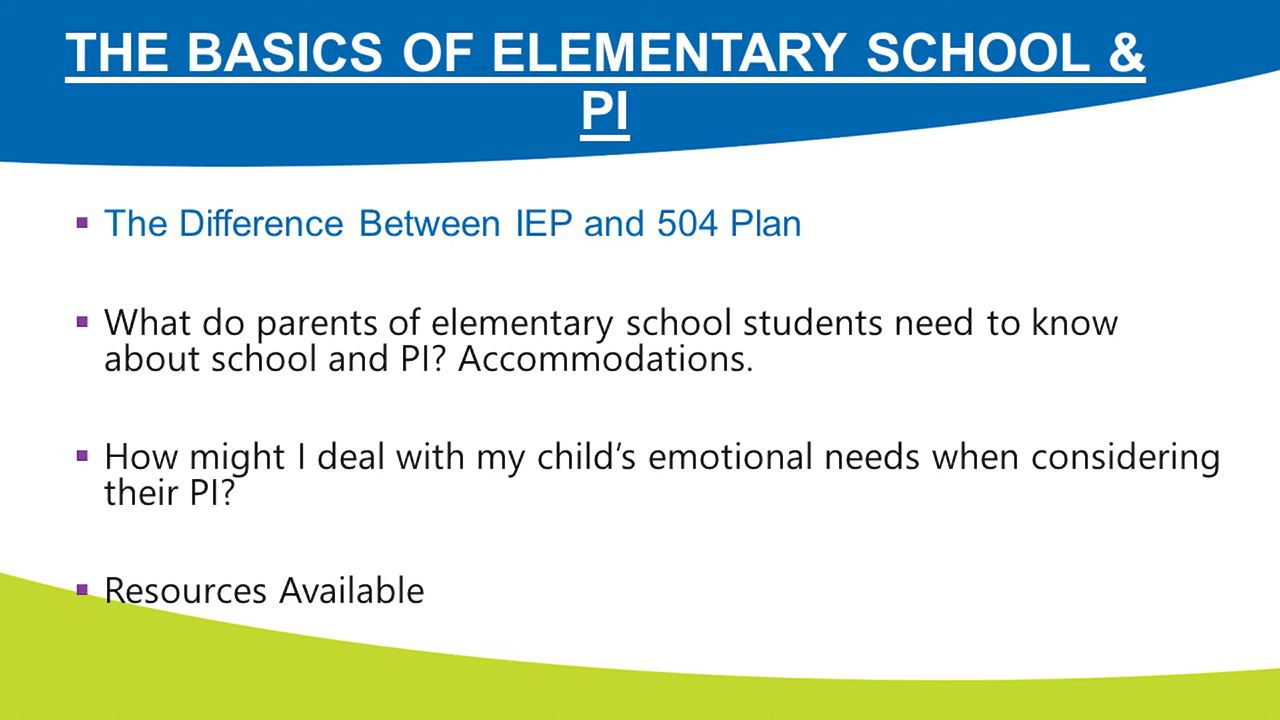 THE BASICS OF ELEMENTARY SCHOOL &
PI
▪ The Difference Between IEP and 504 Plan
▪ What do parents of elementary school students need to know
about school and PI? Accommodations.
▪ How might I deal with my child’s emotional needs when considering
their PI?
▪ Resources Available